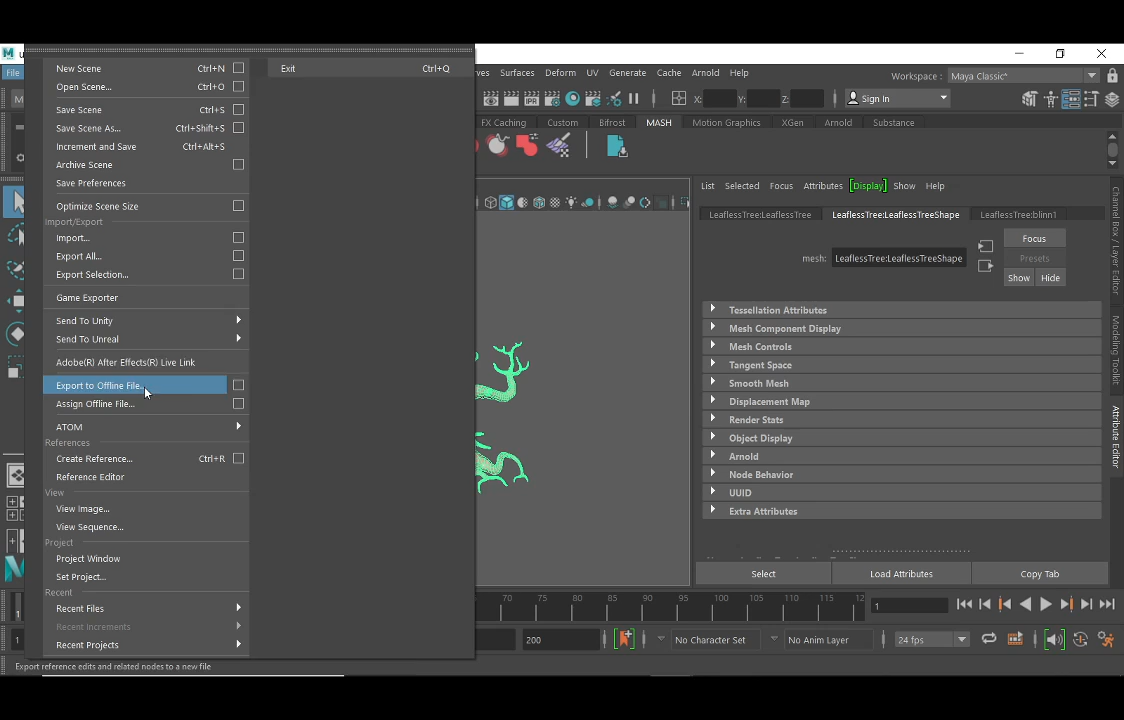 File
New Scene Ctrl+N
Open Scene... Ctrl+O
Save Scene Ctrl+S
Save Scene As... Ctrl+Shift+S
Increment and Save Ctrl+Alt+S
Archive Scene
Save Preferences
Optimize Scene Size
Import/Export
Import...
Export All...
Export Selection...
Game Exporter
Send To Unity
Send To Unreal
Adobe(R) After Effects(R) Live Link
Export to Offline File...
Assign Offline File...
ATOM
References
Create Reference... Ctrl+R
Reference Editor
View
View Image...
View Sequence...
Project
Project Window
Set Project...
Recent
Recent Files
Recent Increments
Recent Projects
Exit Ctrl+Q
Surfaces Deform UV Generate Cache Arnold Help
Workspace : Maya Classic*
IPR X: Y: Z: Sign In
FX Caching Custom Bifrost MASH Motion Graphics XGen Arnold Substance
List Selected Focus Attributes Display Show Help
LeaflessTree:LeaflessTree LeaflessTree:LeaflessTreeShape LeaflessTree:blinn1
mesh: LeaflessTree:LeaflessTreeShape
Focus
Presets
Show Hide
Tessellation Attributes
Mesh Component Display
Mesh Controls
Tangent Space
Smooth Mesh
Displacement Map
Render Stats
Object Display
Arnold
Node Behavior
UUID
Extra Attributes
Select Load Attributes Copy Tab
Channel Box / Layer Editor
Modeling Toolkit
Attribute Editor
1 70 75 80 85 90 95 100 105 110 115 12 1
1 200 No Character Set No Anim Layer 24 fps
Export reference edits and related nodes to a new file